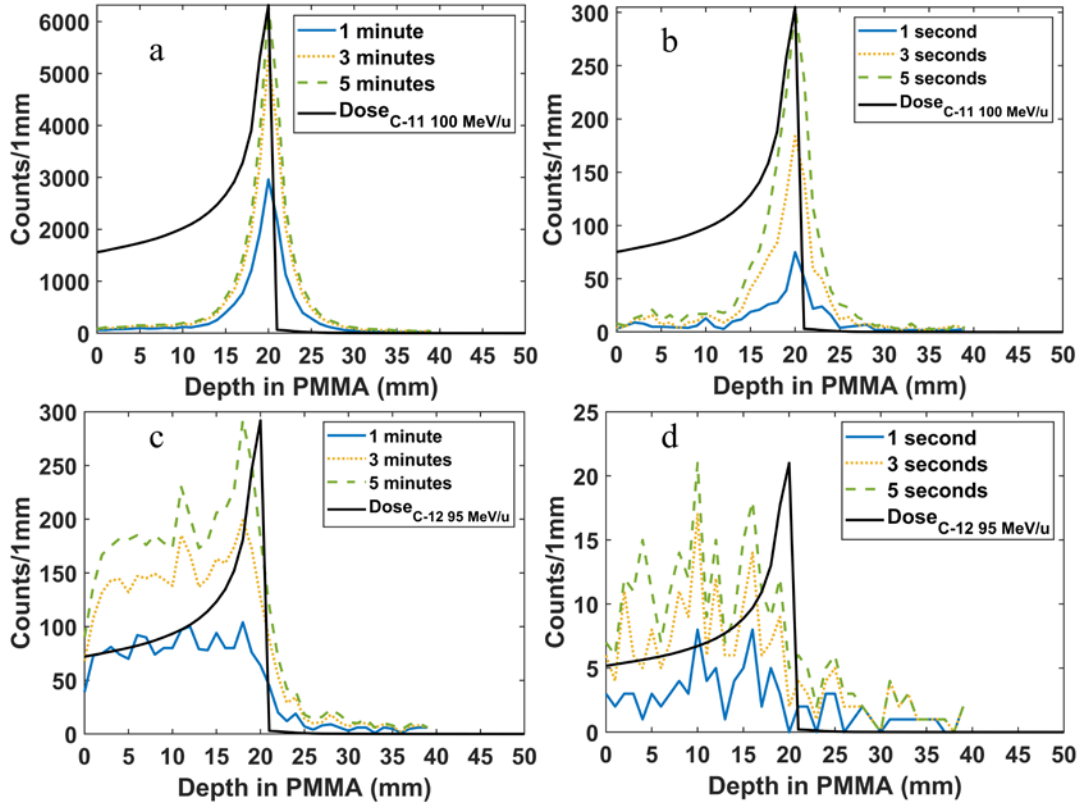 a
1 minute
3 minutes
5 minutes
Dose C-11 100 MeV/u
Counts/1mm
6000
5000
4000
3000
2000
1000
0
0 5 10 15 20 25 30 35 40 45 50
Depth in PMMA (mm)
b
1 second
3 seconds
5 seconds
Dose C-11 100 MeV/u
Counts/1mm
300
250
200
150
100
50
0
0 5 10 15 20 25 30 35 40 45 50
Depth in PMMA (mm)
c
1 minute
3 minutes
5 minutes
Dose C-12 95 MeV/u
Counts/1mm
300
250
200
150
100
50
0
0 5 10 15 20 25 30 35 40 45 50
Depth in PMMA (mm)
d
1 second
3 seconds
5 seconds
Dose C-12 95 MeV/u
Counts/1mm
25
20
15
10
5
0
0 5 10 15 20 25 30 35 40 45 50
Depth in PMMA (mm)